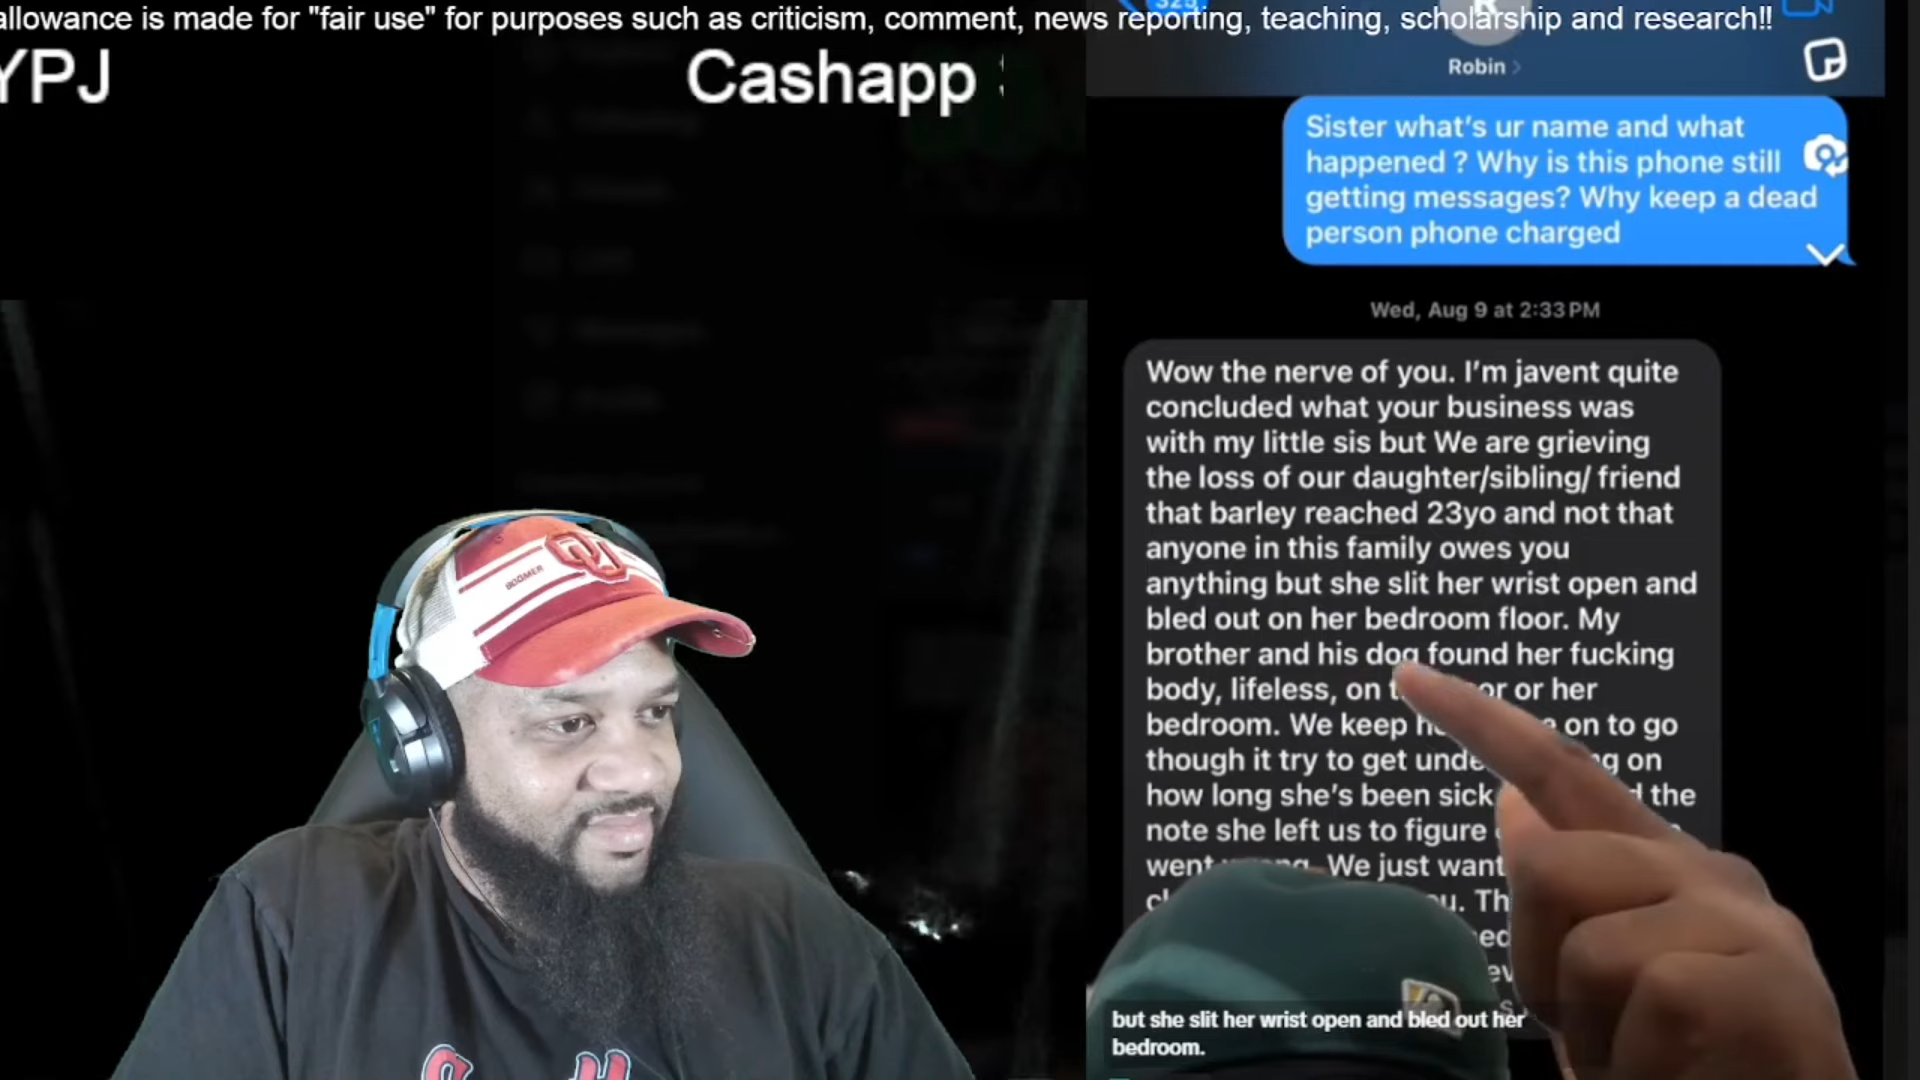 allowance is made for "fair use" for purposes such as criticism, comment, news reporting, teaching, scholarship and research!!
YPJ
Cashapp
325
Robin
Sister what's ur name and what
happened ? Why is this phone still
getting messages? Why keep a dead
person phone charged
Wed, Aug 9 at 2:33 PM
Wow the nerve of you. I'm javent quite
concluded what your business was
with my little sis but We are grieving
the loss of our daughter/sibling/ friend
that barley reached 23yo and not that
anyone in this family owes you
anything but she slit her wrist open and
bled out on her bedroom floor. My
brother and his dog found her fucking
body, lifeless, on or her
bedroom. We keep on to go
though it try to get on
how long she's been sick the
note she left us to figure
went We just want
BOOMER
OU
but she slit her wrist open and bled out her
bedroom.